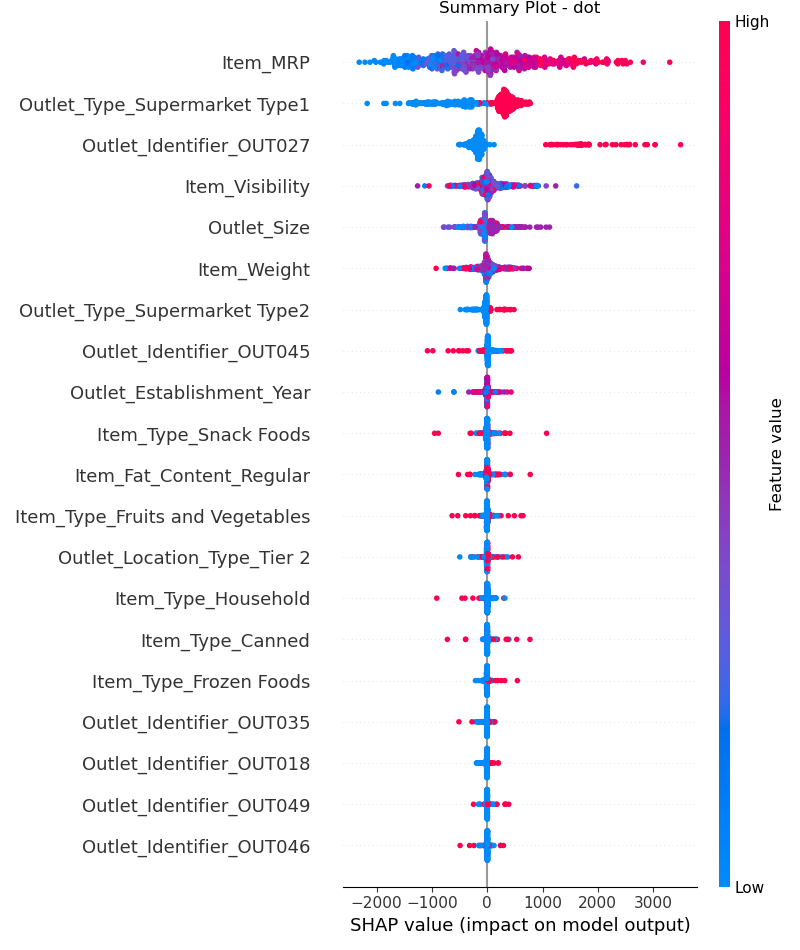 Summary Plot - dot
High
Item_MRP
Outlet_Type_Supermarket Type1
Outlet_Identifier_OUT027
Item_Visibility
Outlet_Size
Item_Weight
Outlet_Type_Supermarket Type2
Outlet_Identifier_OUT045
Outlet_Establishment_Year
Item_Type_Snack Foods
Item_Fat_Content_Regular
Item_Type_Fruits and Vegetables
Outlet_Location_Type_Tier 2
Item_Type_Household
Item_Type_Canned
Item_Type_Frozen Foods
Outlet_Identifier_OUT035
Outlet_Identifier_OUT018
Outlet_Identifier_OUT049
Outlet_Identifier_OUT046
Feature value
Low
−2000 −1000 0 1000 2000 3000
SHAP value (impact on model output)